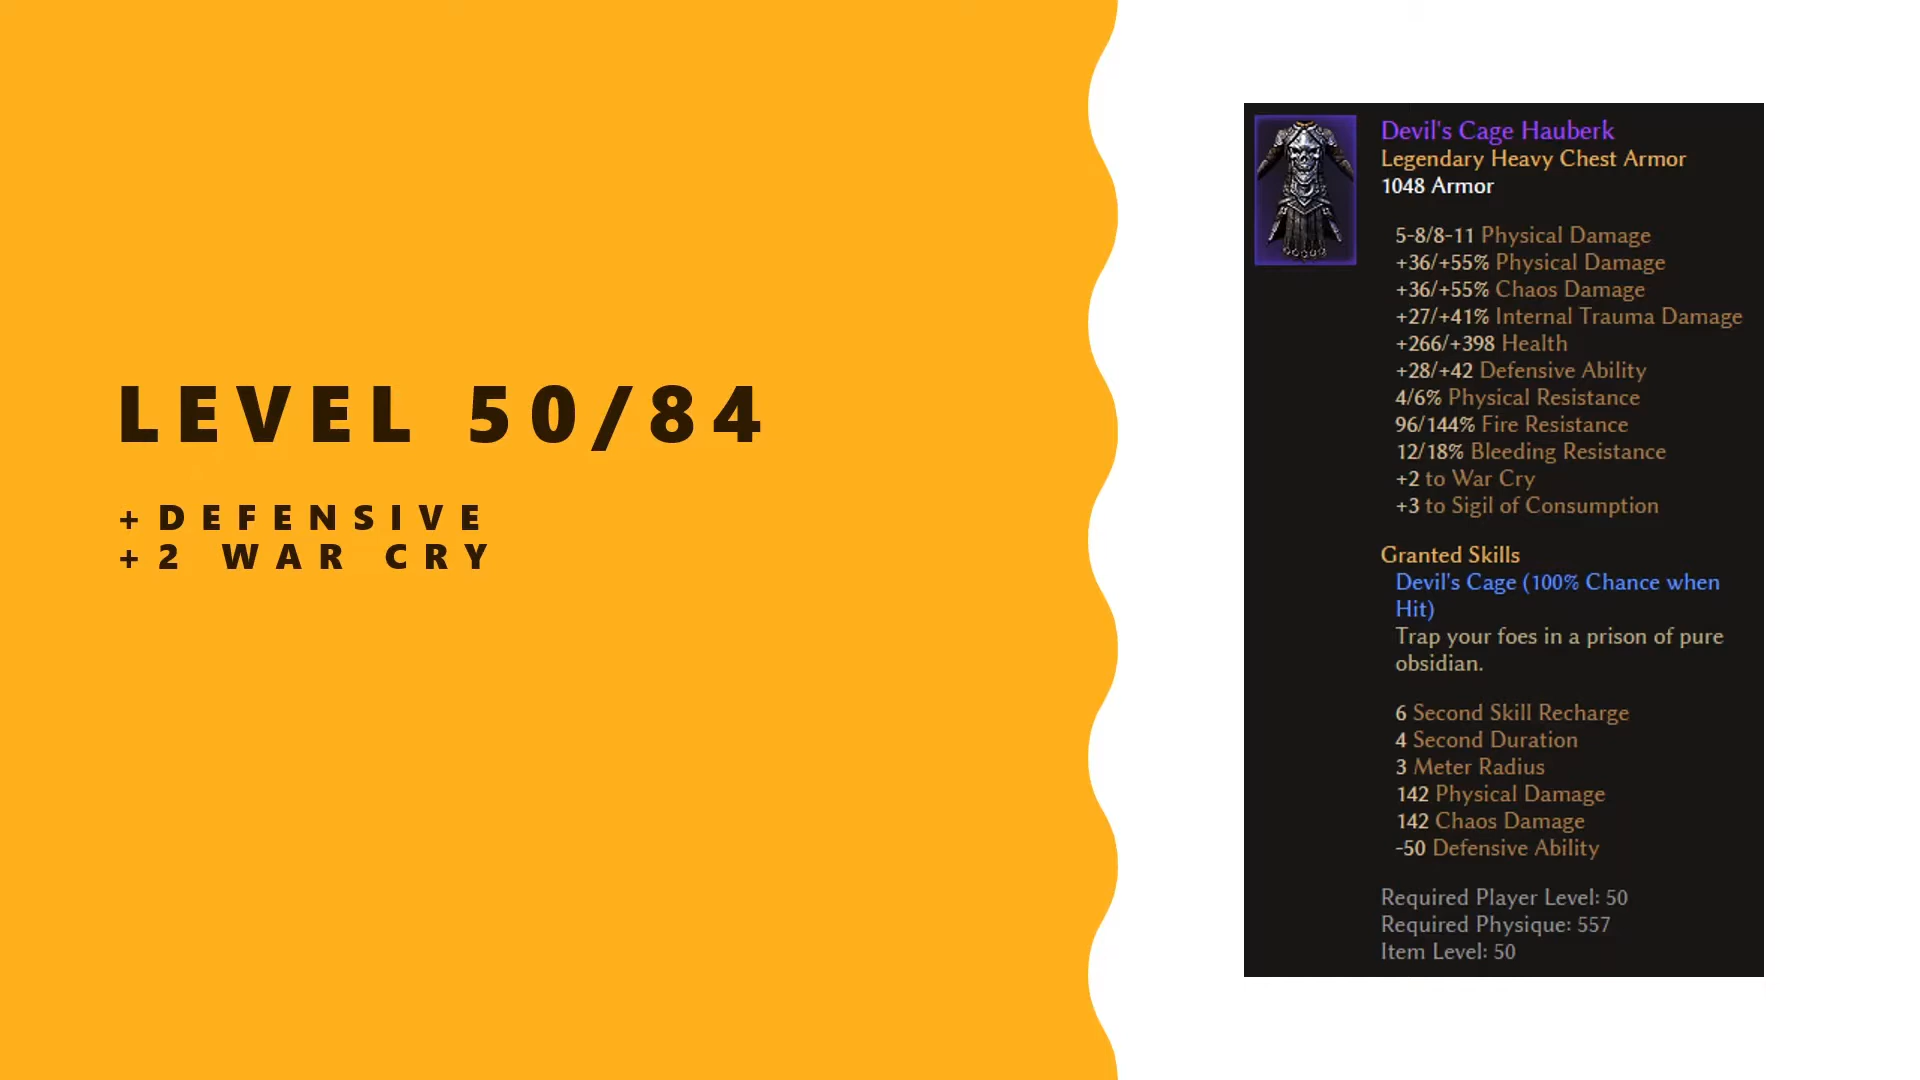 LEVEL 50/84
+ DEFENSIVE
+ 2 WAR CRY
Devil's Cage Hauberk
Legendary Heavy Chest Armor
1048 Armor
5-8/8-11 Physical Damage
+36/+55% Physical Damage
+36/+55% Chaos Damage
+27/+41% Internal Trauma Damage
+266/+398 Health
+28/+42 Defensive Ability
4/6% Physical Resistance
96/144% Fire Resistance
12/18% Bleeding Resistance
+2 to War Cry
+3 to Sigil of Consumption
Granted Skills
Devil's Cage (100% Chance when
Hit)
Trap your foes in a prison of pure
obsidian.
6 Second Skill Recharge
4 Second Duration
3 Meter Radius
142 Physical Damage
142 Chaos Damage
-50 Defensive Ability
Required Player Level: 50
Required Physique: 557
Item Level: 50